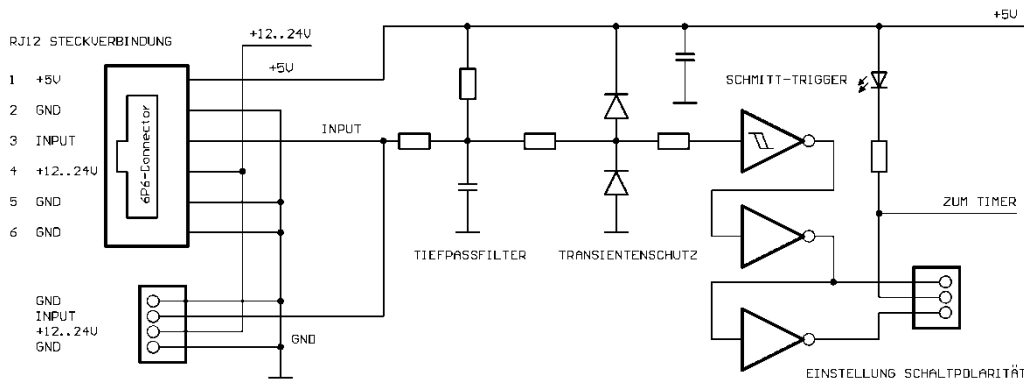 +5V
RJ12 STECKVERBINDUNG
+12..24V
+5V
1 +5V
2 GND
3 INPUT
4 +12..24V
5 GND
6 GND
6P6-Connector
INPUT
SCHMITT-TRIGGER
ZUM TIMER
TIEFPASSFILTER
TRANSIENTENSCHUTZ
GND
INPUT
+12..24V
GND
GND
EINSTELLUNG SCHALTPOLARITÄT